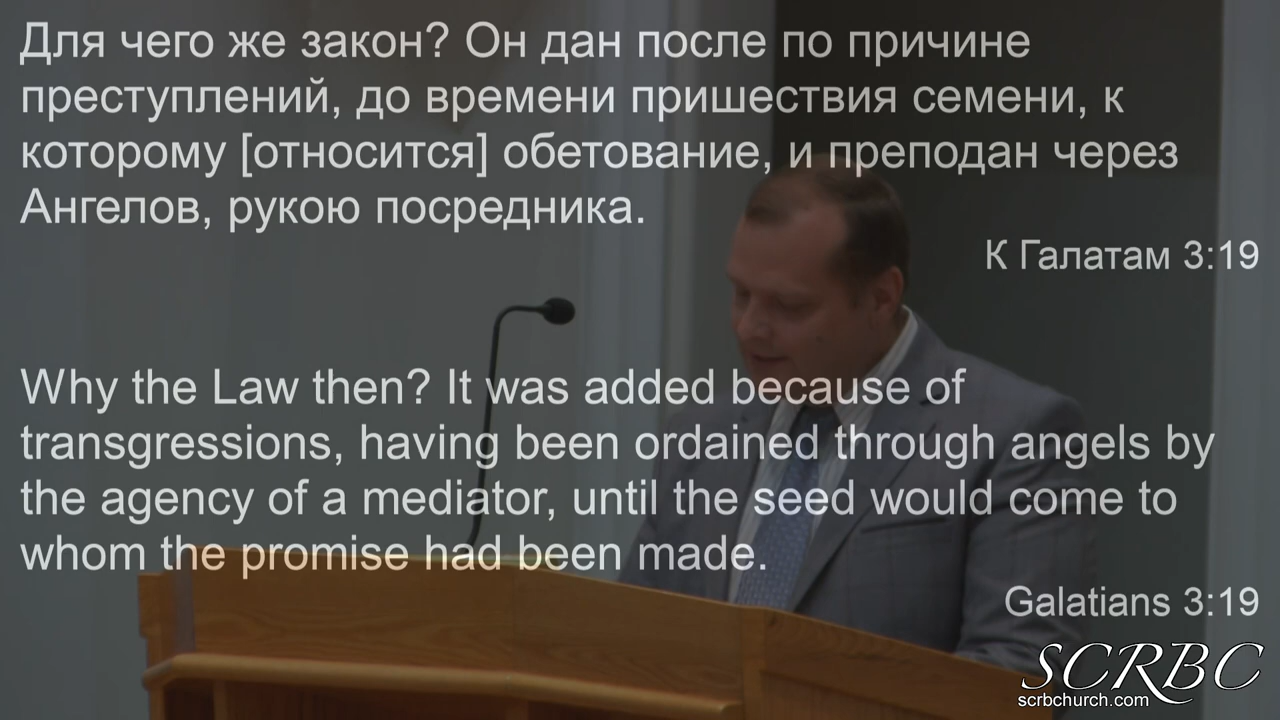 Для чего же закон? Он дан после по причине
преступлений, до времени пришествия семени, к
которому [относится] обетование, и преподан через
Ангелов, рукою посредника.
К Галатам 3:19
Why the Law then? It was added because of
transgressions, having been ordained through angels by
the agency of a mediator, until the seed would come to
whom the promise had been made.
Galatians 3:19
SCRBC
scrbchurch.com